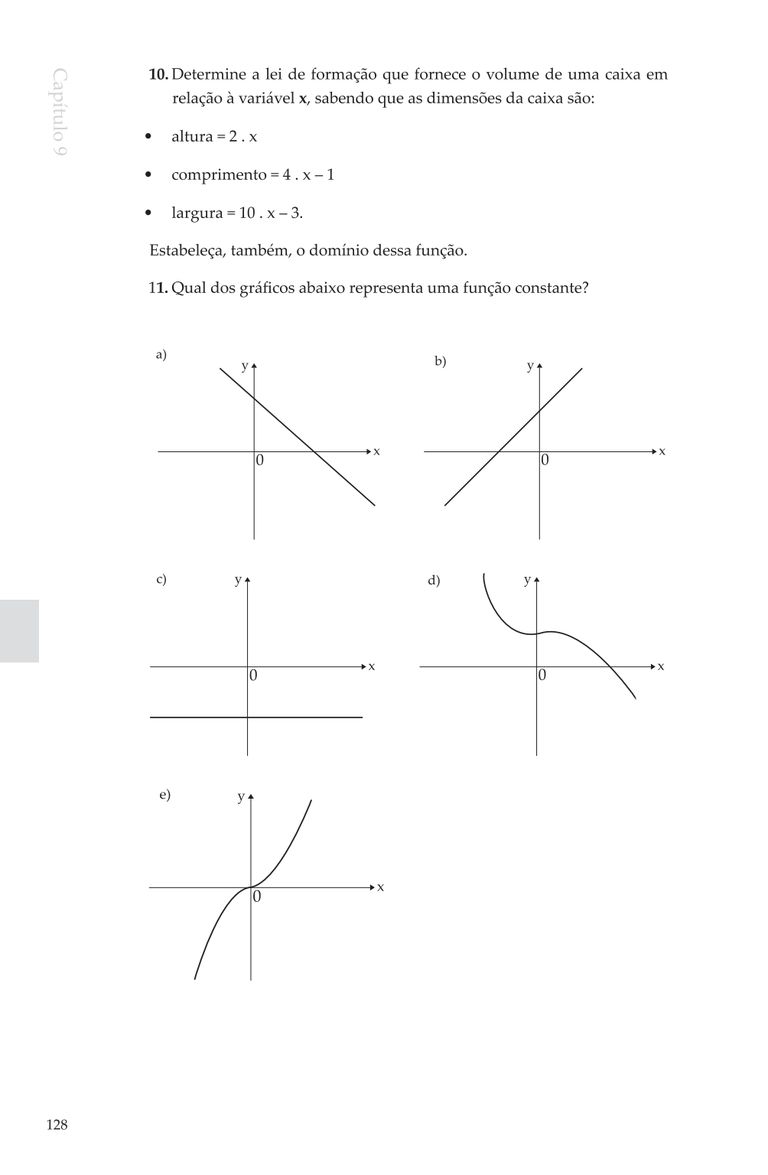 Capítulo 9
10. Determine a lei de formação que fornece o volume de uma caixa em
relação à variável x, sabendo que as dimensões da caixa são:
• altura = 2 . x
• comprimento = 4 . x – 1
• largura = 10 . x – 3.
Estabeleça, também, o domínio dessa função.
11. Qual dos gráficos abaixo representa uma função constante?
a)
y
x
0
b)
y
x
0
c)
y
x
0
d)
y
x
0
e)
y
x
0
128